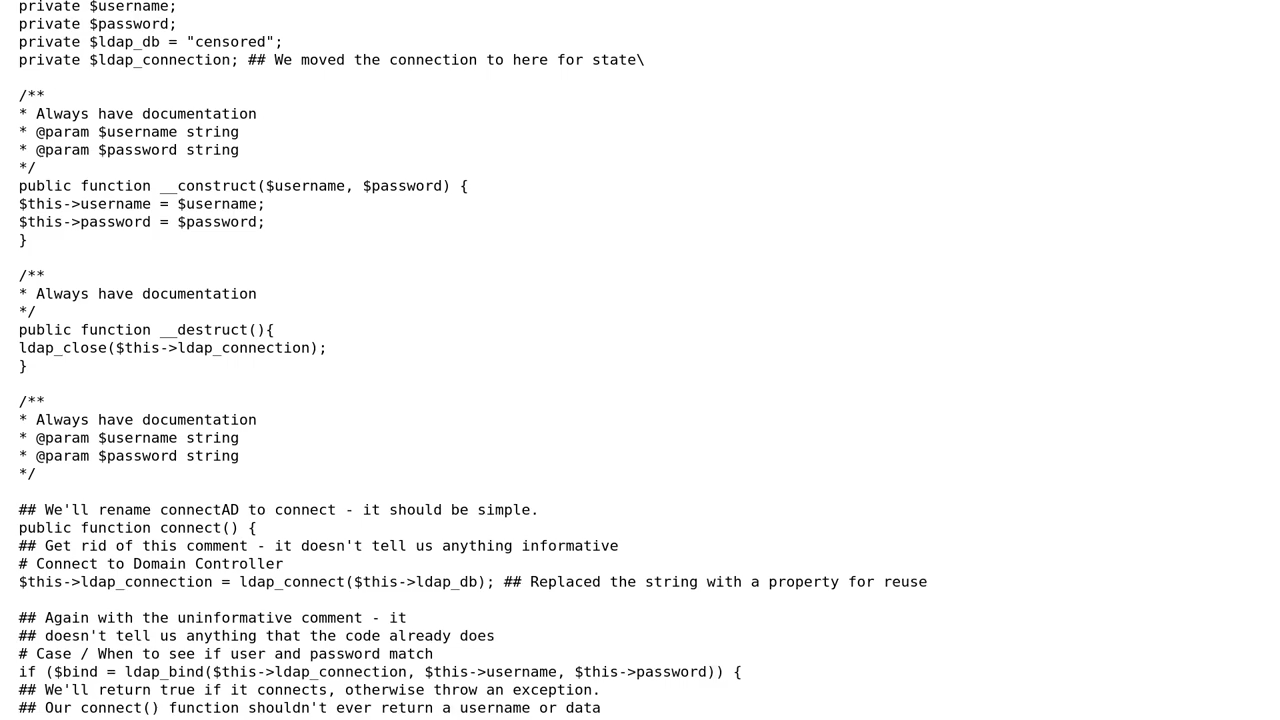 private $username;
private $password;
private $ldap_db = "censored";
private $ldap_connection; ## We moved the connection to here for state\
/**
* Always have documentation
* @param $username string
* @param $password string
*/
public function __construct($username, $password) {
$this->username = $username;
$this->password = $password;
}
/**
* Always have documentation
*/
public function __destruct(){
ldap_close($this->ldap_connection);
}
/**
* Always have documentation
* @param $username string
* @param $password string
*/
## We'll rename connectAD to connect - it should be simple.
public function connect() {
## Get rid of this comment - it doesn't tell us anything informative
# Connect to Domain Controller
$this->ldap_connection = ldap_connect($this->ldap_db); ## Replaced the string with a property for reuse
## Again with the uninformative comment - it
## doesn't tell us anything that the code already does
# Case / When to see if user and password match
if ($bind = ldap_bind($this->ldap_connection, $this->username, $this->password)) {
## We'll return true if it connects, otherwise throw an exception.
## Our connect() function shouldn't ever return a username or data